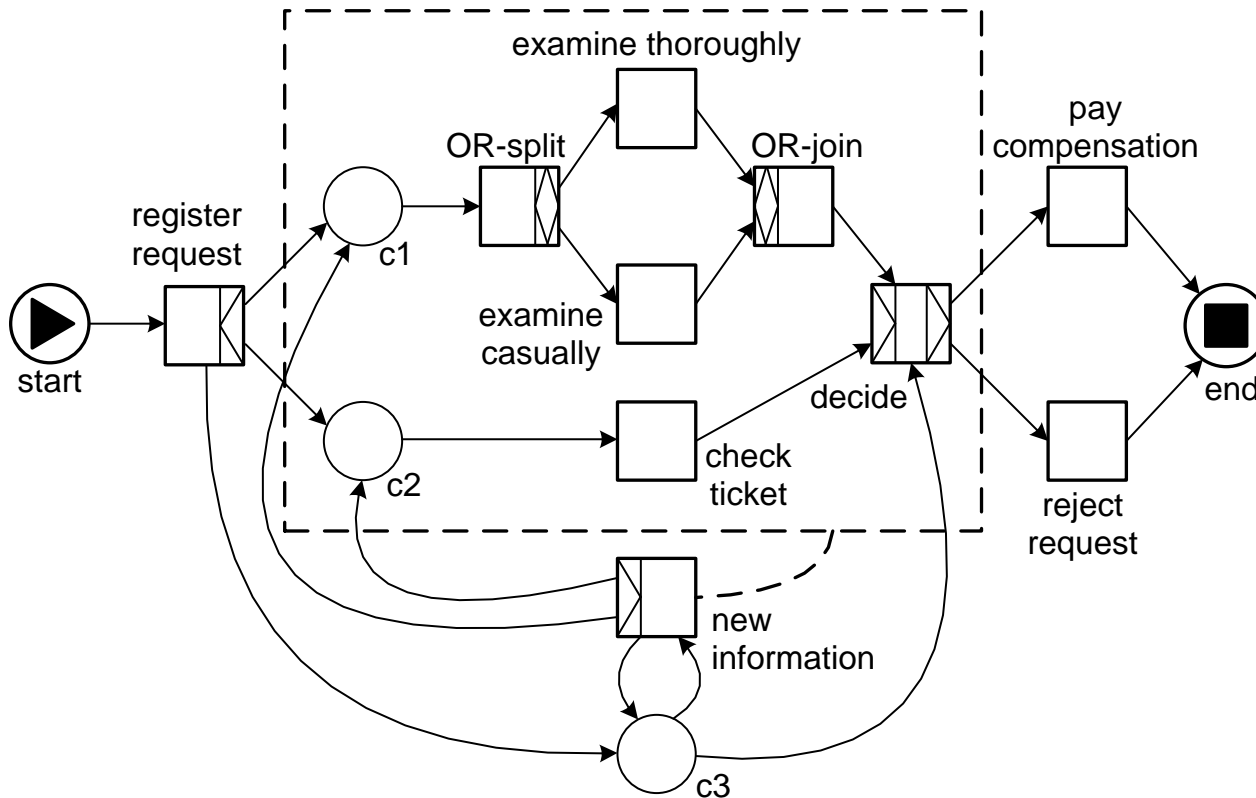 examine thoroughly
pay
compensation
OR-split
OR-join
register
request
c1
start
examine
casually
decide
end
c2
check
ticket
reject
request
new
information
c3